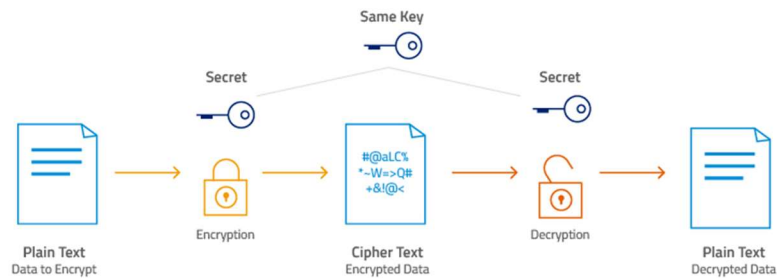 Same Key
Secret
Secret
#@aLC%
*~W=>Q#
+&!@<
Encryption
Decryption
Plain Text
Data to Encrypt
Cipher Text
Encrypted Data
Plain Text
Decrypted Data